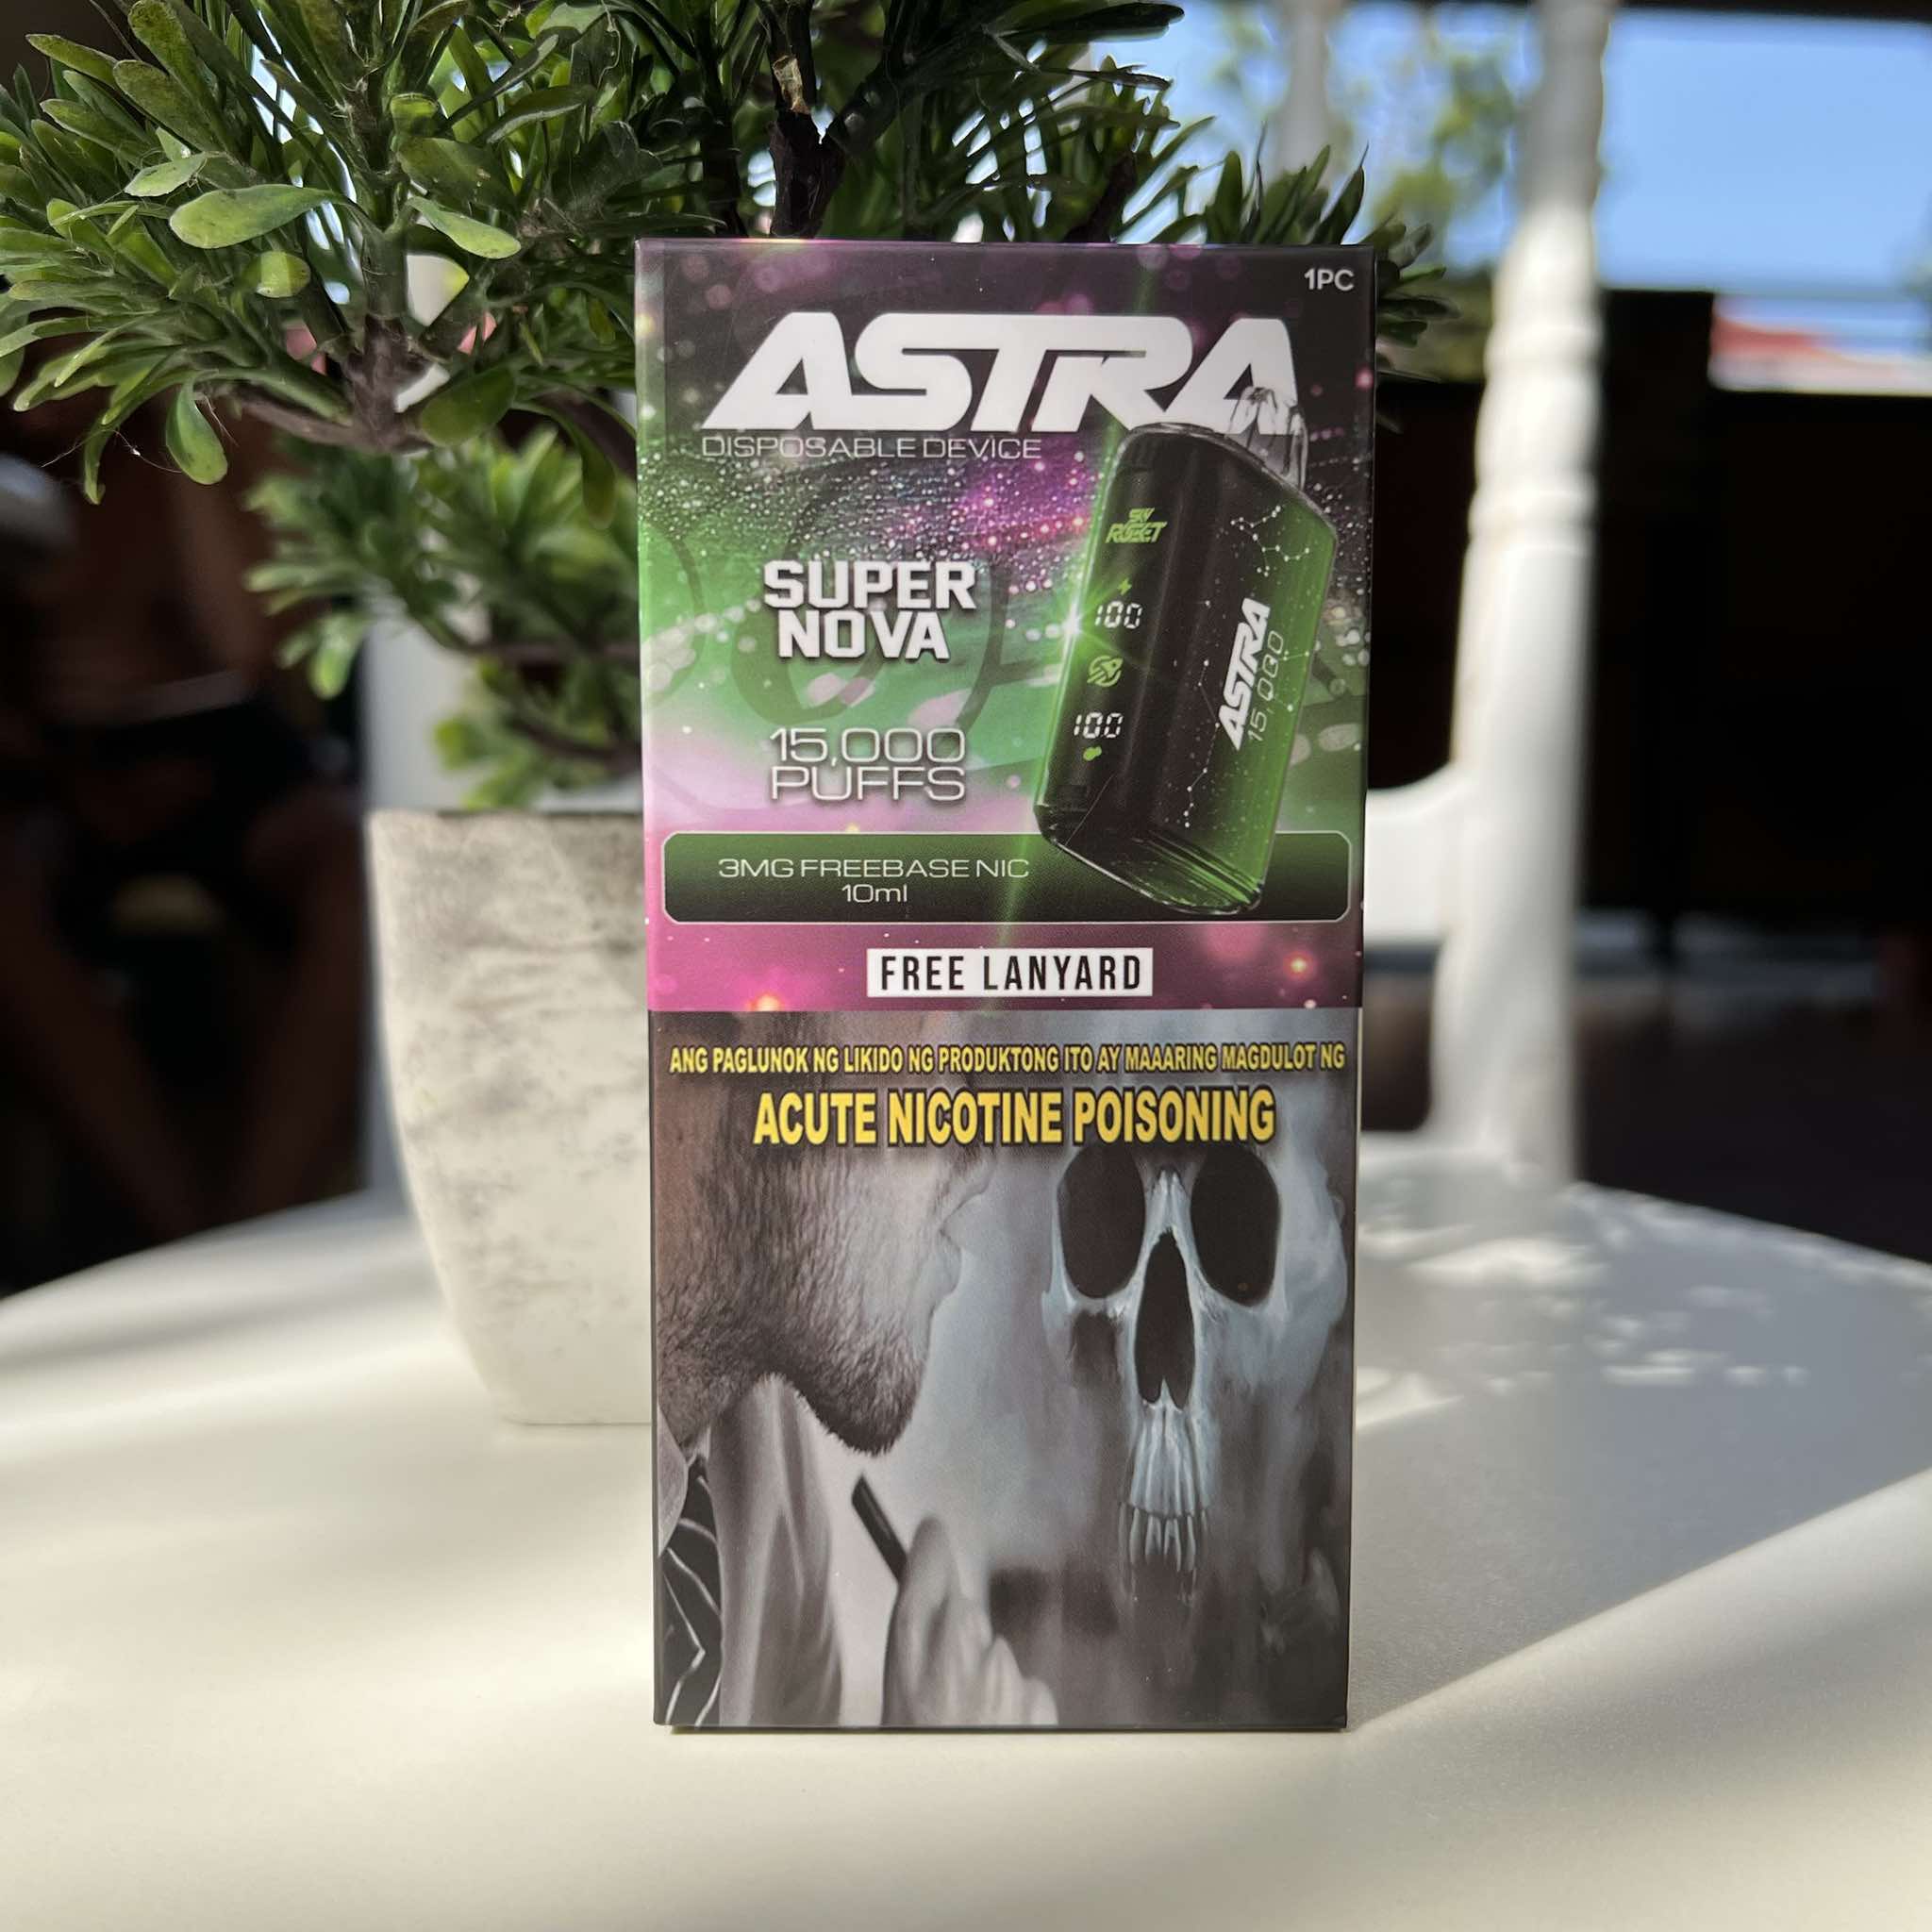 1PC
ASTRA
DISPOSABLE DEVICE
SUPER
NOVA
15,000
PUFFS
100
100
ASTRA
15,000
3MG FREEBASE NIC
10ml
FREE LANYARD
ANG PAGLUNOK NG LIKIDO NG PRODUKTONG ITO AY MAAARING MAGDULOT NG
ACUTE NICOTINE POISONING